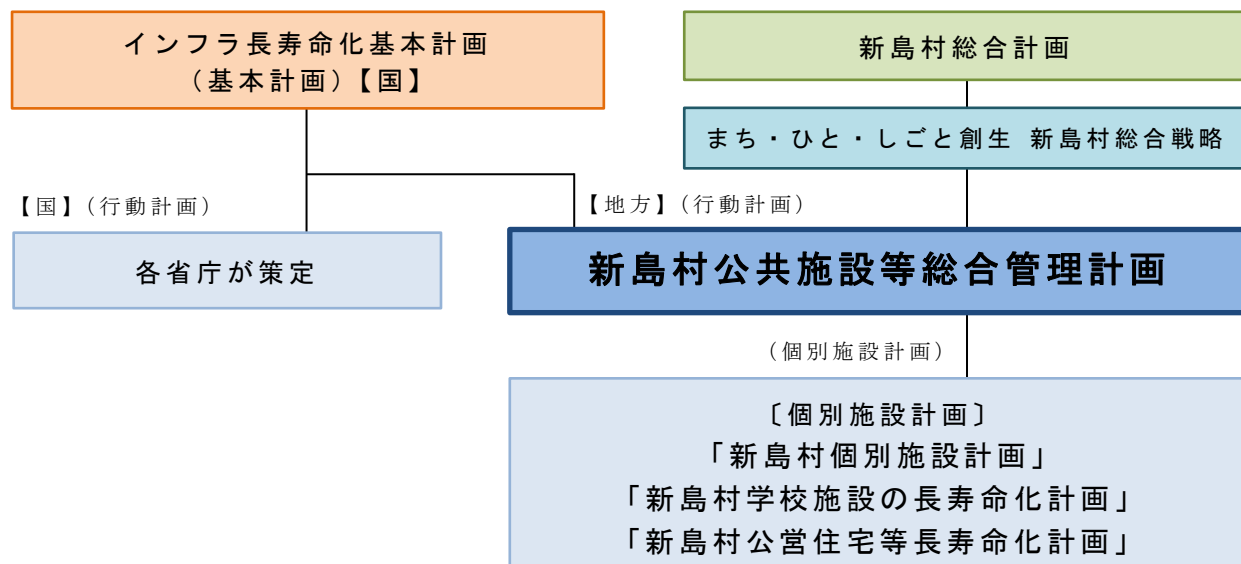 インフラ長寿命化基本計画
(基本計画)【国】
新島村総合計画
まち・ひと・しごと創生 新島村総合戦略
【国】(行動計画)
【地方】(行動計画)
各省庁が策定
新島村公共施設等総合管理計画
(個別施設計画)
〔個別施設計画〕
「新島村個別施設計画」
「新島村学校施設の長寿命化計画」
「新島村公営住宅等長寿命化計画」